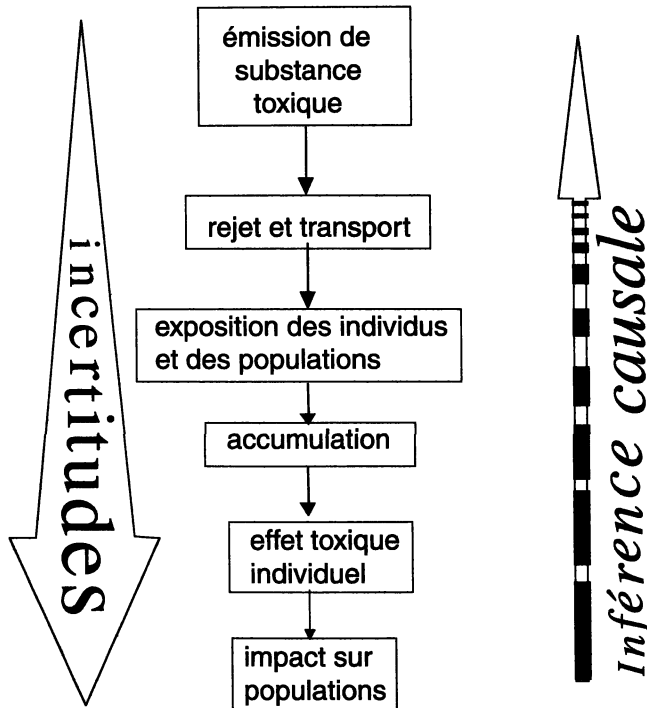 émission de
substance
toxique
rejet et transport
exposition des individus
et des populations
accumulation
effet toxique
individuel
impact sur
populations
incertitudes
Inférence causale